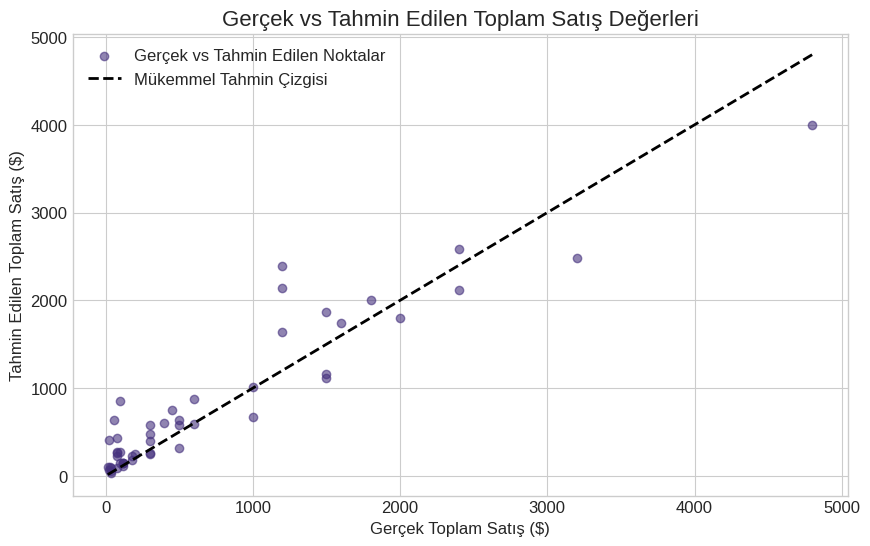 Gerçek vs Tahmin Edilen Toplam Satış Değerleri
Gerçek vs Tahmin Edilen Noktalar
Mükemmel Tahmin Çizgisi
Tahmin Edilen Toplam Satış ($)
5000
4000
3000
2000
1000
0
0 1000 2000 3000 4000 5000
Gerçek Toplam Satış ($)